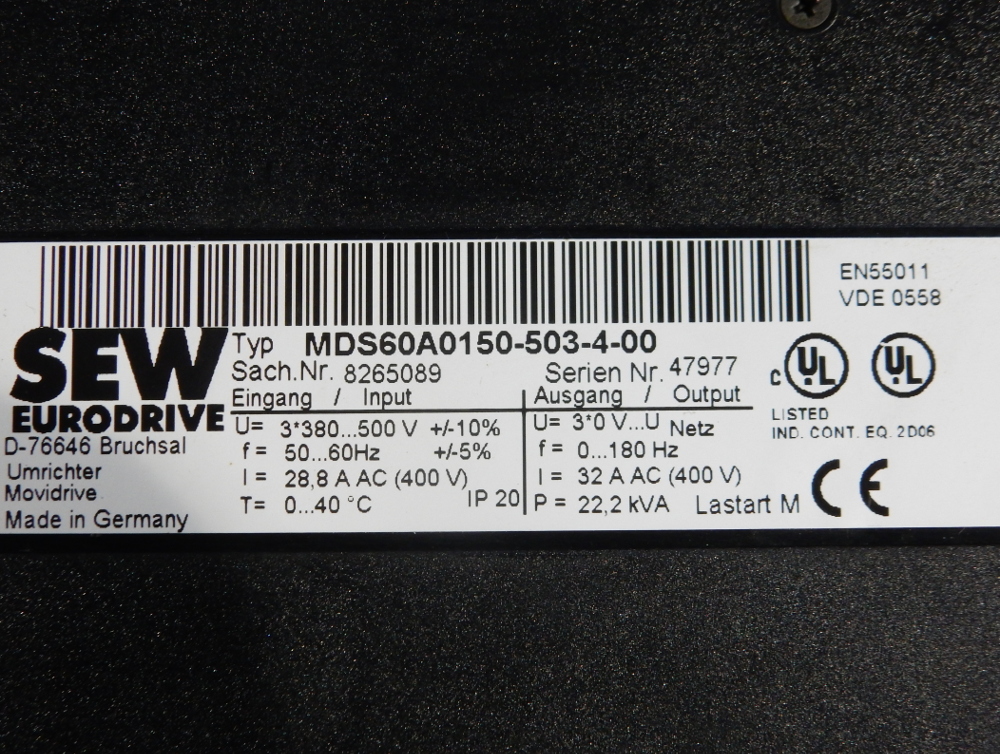 EN55011
VDE 0558
SEW
EURODRIVE
D-76646 Bruchsal
Umrichter
Movidrive
Made in Germany
Typ MDS60A0150-503-4-00
Sach.Nr. 8265089 Serien Nr. 47977
Eingang / Input Ausgang / Output
U= 3*380...500 V +/-10% U= 3*0 V...U Netz
f = 50...60Hz +/-5% f = 0...180 Hz
I = 28,8 A AC (400 V) I = 32 A AC (400 V)
T= 0...40 °C IP 20 P = 22,2 kVA Lastart M
c UL UL
LISTED
IND. CONT. EQ. 2D06
CE